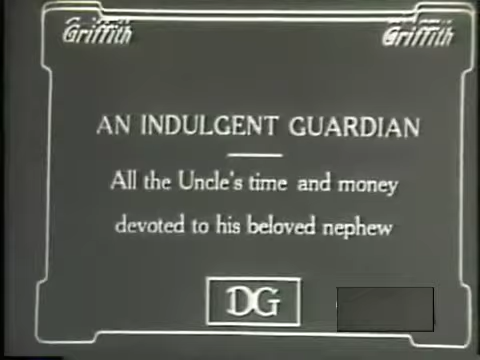 Griffith Griffith
AN INDULGENT GUARDIAN
All the Uncle's time and money
devoted to his beloved nephew
DG